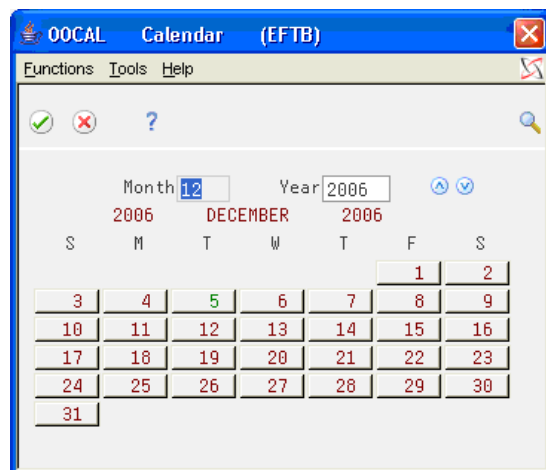 OOCAL Calendar (EFTB)
Functions Tools Help
?
Month 12 Year 2006
2006 DECEMBER 2006
S M T W T F S
1 2
3 4 5 6 7 8 9
10 11 12 13 14 15 16
17 18 19 20 21 22 23
24 25 26 27 28 29 30
31